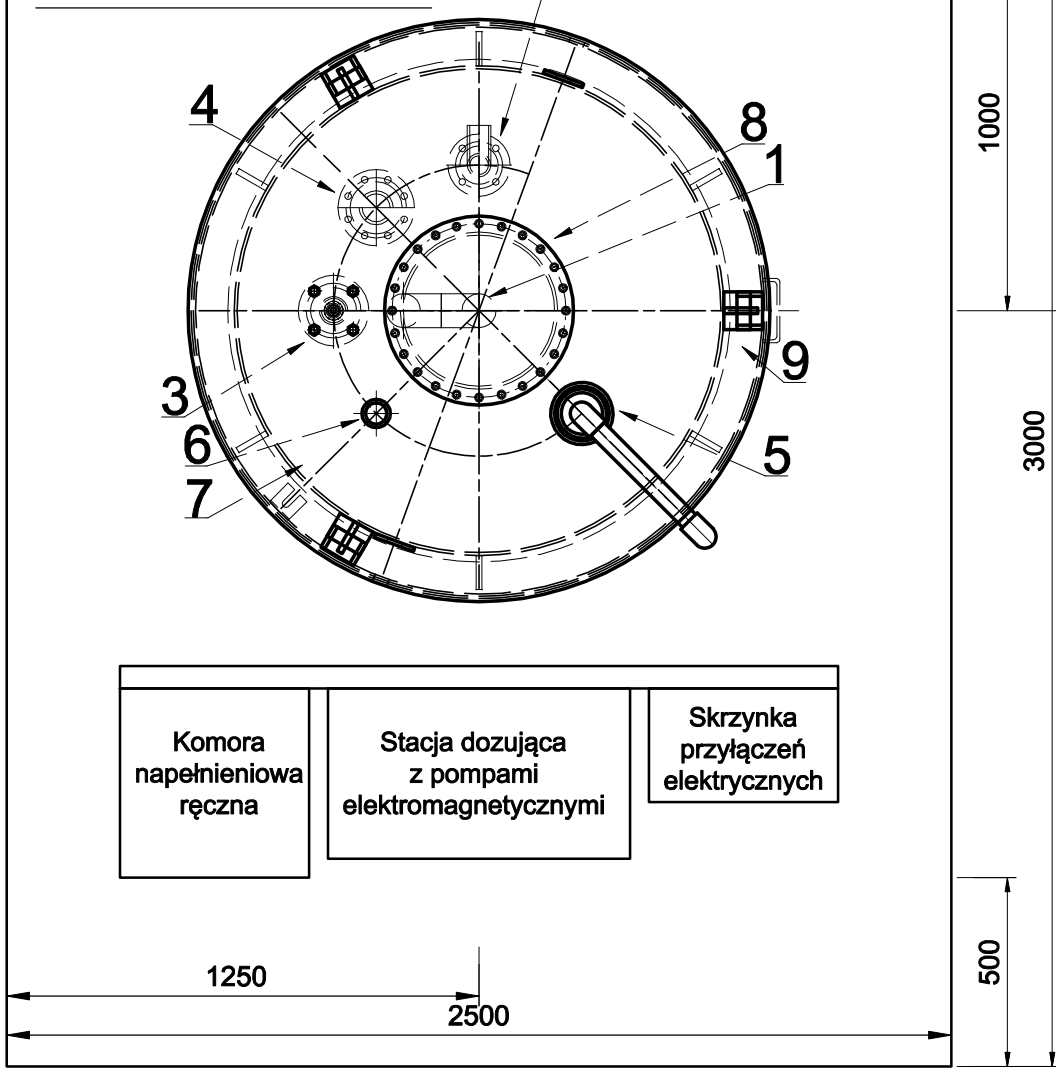 1000
4
8
1
9
3
3000
6
5
7
Komora
napełnieniowa
ręczna
Stacja dozująca
z pompami
elektromagnetycznymi
Skrzynka
przyłączeń
elektrycznych
1250
500
2500